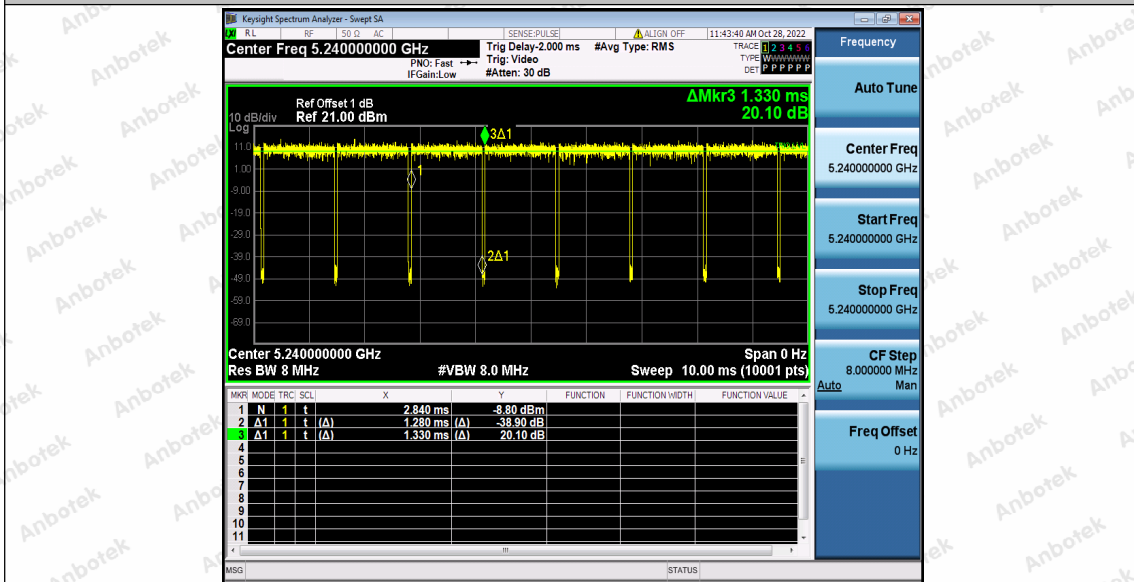 Keysight Spectrum Analyzer - Swept SA
RL RF 50 Ω AC SENSE:PULSE ALIGN OFF 11:43:40 AM Oct 28, 2022
Center Freq 5.240000000 GHz
PNO: Fast
IFGain:Low
Trig Delay-2.000 ms
Trig: Video
#Atten: 30 dB
#Avg Type: RMS
TRACE 1 2 3 4 5 6
TYPE WWWWWW
DET P P P P P P
Frequency
Auto Tune
Center Freq
5.240000000 GHz
Start Freq
5.240000000 GHz
Stop Freq
5.240000000 GHz
CF Step
8.000000 MHz
Auto Man
Freq Offset
0 Hz
ΔMkr3 1.330 ms
20.10 dB
Ref Offset 1 dB
10 dB/div Ref 21.00 dBm
Log
11.0
1.00
-9.00
-19.0
-29.0
-39.0
-49.0
-59.0
-69.0
3Δ1
1
2Δ1
Center 5.240000000 GHz Span 0 Hz
Res BW 8 MHz #VBW 8.0 MHz Sweep 10.00 ms (10001 pts)
MKR MODE TRC SCL X Y FUNCTION FUNCTION WIDTH FUNCTION VALUE
1 N 1 t 2.840 ms -8.80 dBm
2 Δ1 1 t (Δ) 1.280 ms (Δ) -38.90 dB
3 Δ1 1 t (Δ) 1.330 ms (Δ) 20.10 dB
4
5
6
7
8
9
10
11
MSG STATUS
Anbotek